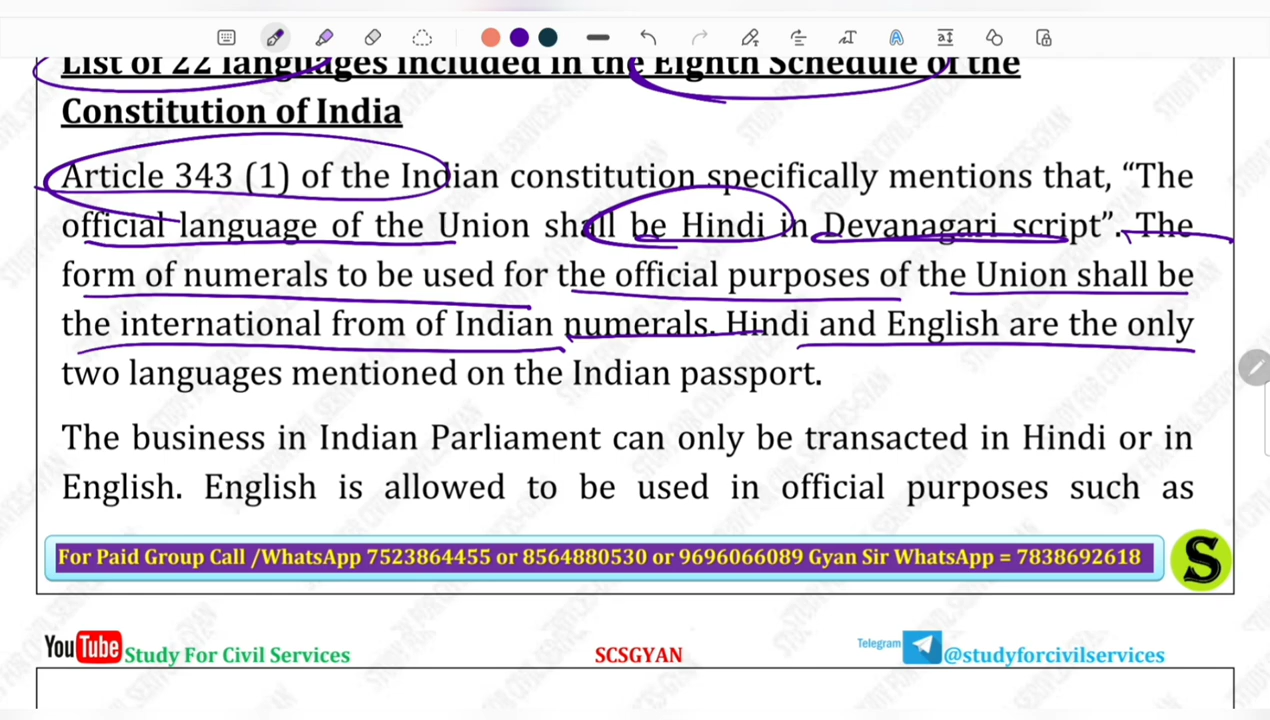 List of 22 languages included in the Eighth Schedule of the
Constitution of India
Article 343 (1) of the Indian constitution specifically mentions that, “The
official language of the Union shall be Hindi in Devanagari script”. The
form of numerals to be used for the official purposes of the Union shall be
the international from of Indian numerals. Hindi and English are the only
two languages mentioned on the Indian passport.
The business in Indian Parliament can only be transacted in Hindi or in
English. English is allowed to be used in official purposes such as
For Paid Group Call /WhatsApp 7523864455 or 8564880530 or 9696066089 Gyan Sir WhatsApp = 7838692618
S
YouTube Study For Civil Services
SCSGYAN
Telegram @studyforcivilservices